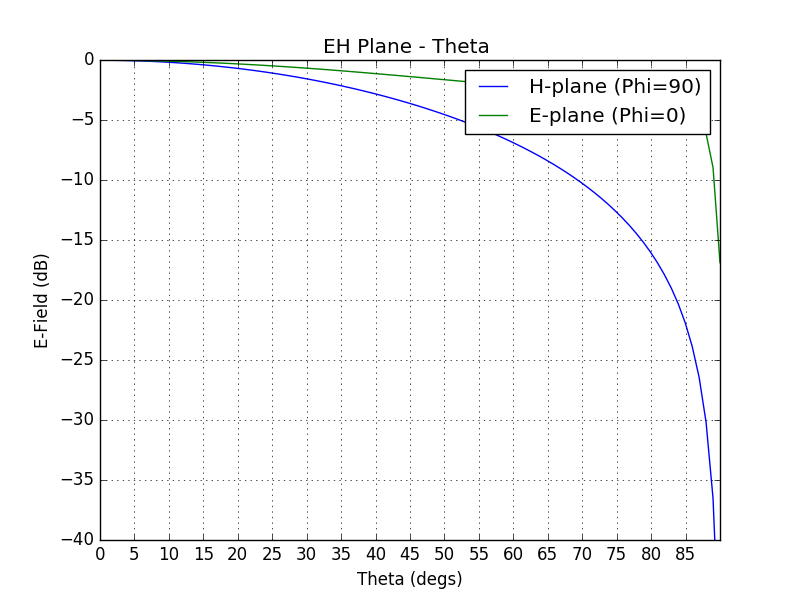 EH Plane - Theta
H-plane (Phi=90)
E-plane (Phi=0)
0
−5
−10
−15
−20
−25
−30
−35
−40
E-Field (dB)
0 5 10 15 20 25 30 35 40 45 50 55 60 65 70 75 80 85
Theta (degs)